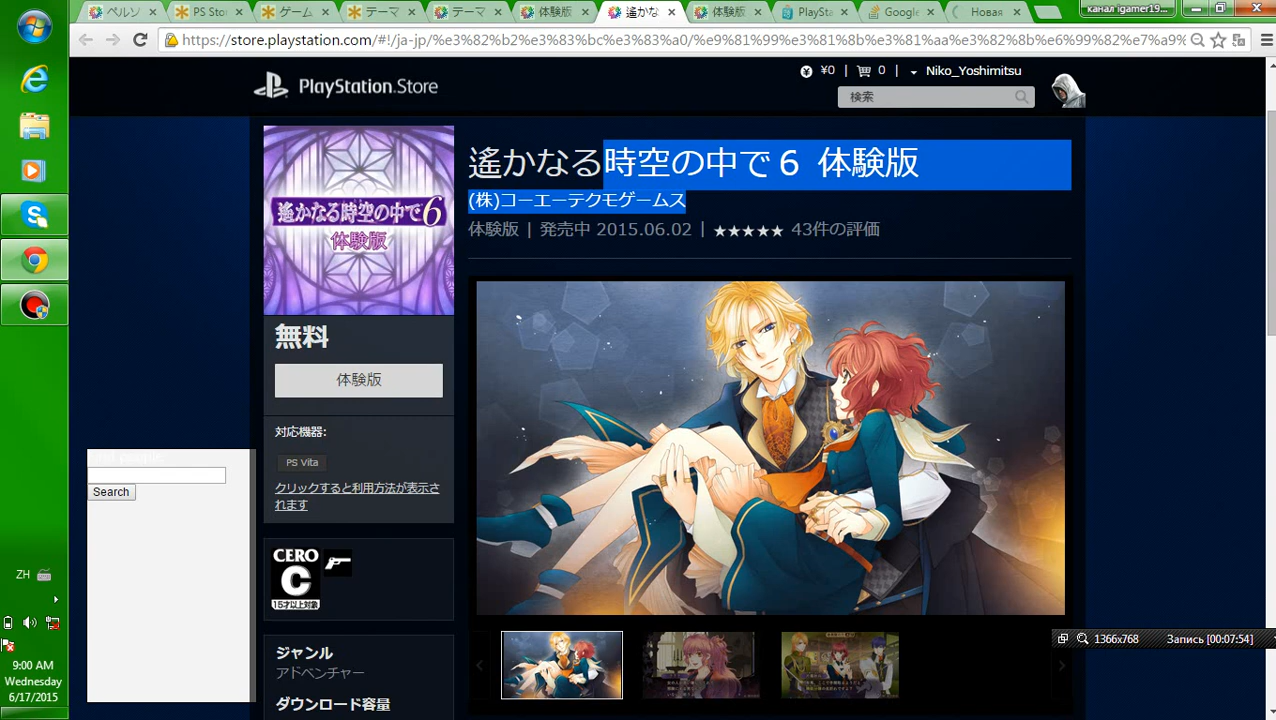 ペルソン
PS Stor
ゲーム
テーマ
テーマ
体験版
遙かな
体験版
PlaySta
Google
Новая
канал igamer19...
https://store.playstation.com/#!/ja-jp/%e3%82%b2%e3%83%bc%e3%83%a0/%e9%81%99%e3%81%8b%e3%81%aa%e3%82%8b%e6%99%82%e7%a9%
PlayStation.Store
¥0 | 0 | Niko_Yoshimitsu
検索
遙かなる時空の中で6
体験版
遙かなる時空の中で6 体験版
(株)コーエーテクモゲームス
体験版 | 発売中 2015.06.02 | ★★★★★ 43件の評価
無料
体験版
対応機器:
PS Vita
クリックすると利用方法が表示さ
れます
Search
CERO
C
15才以上対象
ジャンル
アドベンチャー
ダウンロード容量
ZH
9:00 AM
Wednesday
6/17/2015
1366x768 Запись [00:07:54]